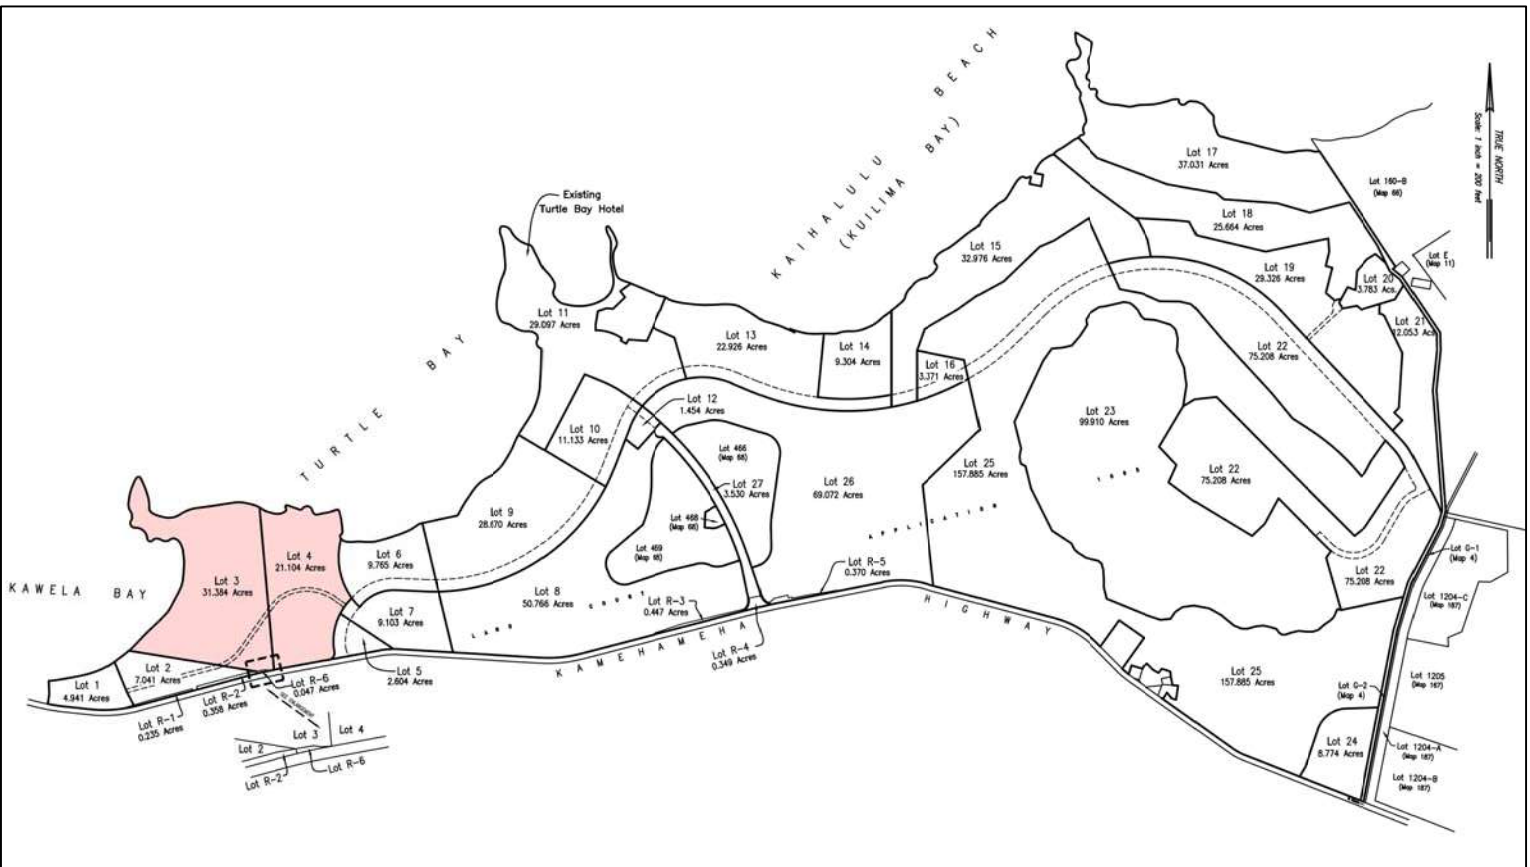 KAIHALULU BEACH
(KUILIMA BAY)
TRUE NORTH
Scale: 1 inch = 200 feet
Existing
Turtle Bay Hotel
TURTLE BAY
KAWELA BAY
Lot 17
37.031 Acres
Lot 160-B
(Map 66)
Lot 18
25.664 Acres
Lot E
(Map 11)
Lot 15
32.976 Acres
Lot 19
29.326 Acres
Lot 20
3.783 Acs.
Lot 21
12.053 Acs.
Lot 11
29.097 Acres
Lot 13
22.926 Acres
Lot 14
9.304 Acres
Lot 22
75.208 Acres
Lot 16
3.371 Acres
Lot 12
1.454 Acres
Lot 23
99.910 Acres
Lot 10
11.133 Acres
Lot 466
(Map 68)
Lot 25
157.885 Acres
Lot 22
75.208 Acres
Lot 26
69.072 Acres
Lot 27
3.530 Acres
Lot 9
28.670 Acres
Lot 468
(Map 68)
Lot 469
(Map 68)
Lot 6
9.765 Acres
Lot 4
21.104 Acres
Lot 3
31.384 Acres
Lot R-5
0.370 Acres
Lot G-1
(Map 4)
Lot 22
75.208 Acres
Lot 8
50.766 Acres
Lot R-3
0.447 Acres
Lot 1204-C
(Map 167)
Lot 7
9.103 Acres
LAND COURT APPLICATION 1095
KAMEHAMEHA HIGHWAY
Lot R-4
0.349 Acres
Lot 2
7.041 Acres
Lot 5
2.604 Acres
Lot 25
157.885 Acres
Lot 1205
(Map 167)
Lot 1
4.941 Acres
Lot R-6
0.047 Acres
Lot G-2
(Map 4)
Lot R-2
0.358 Acres
Lot R-1
0.235 Acres
SEE ENLARGEMENT
Lot 24
8.774 Acres
Lot 1204-A
(Map 167)
Lot 1204-B
(Map 167)
Lot 2
Lot 3
Lot 4
Lot R-2
Lot R-6